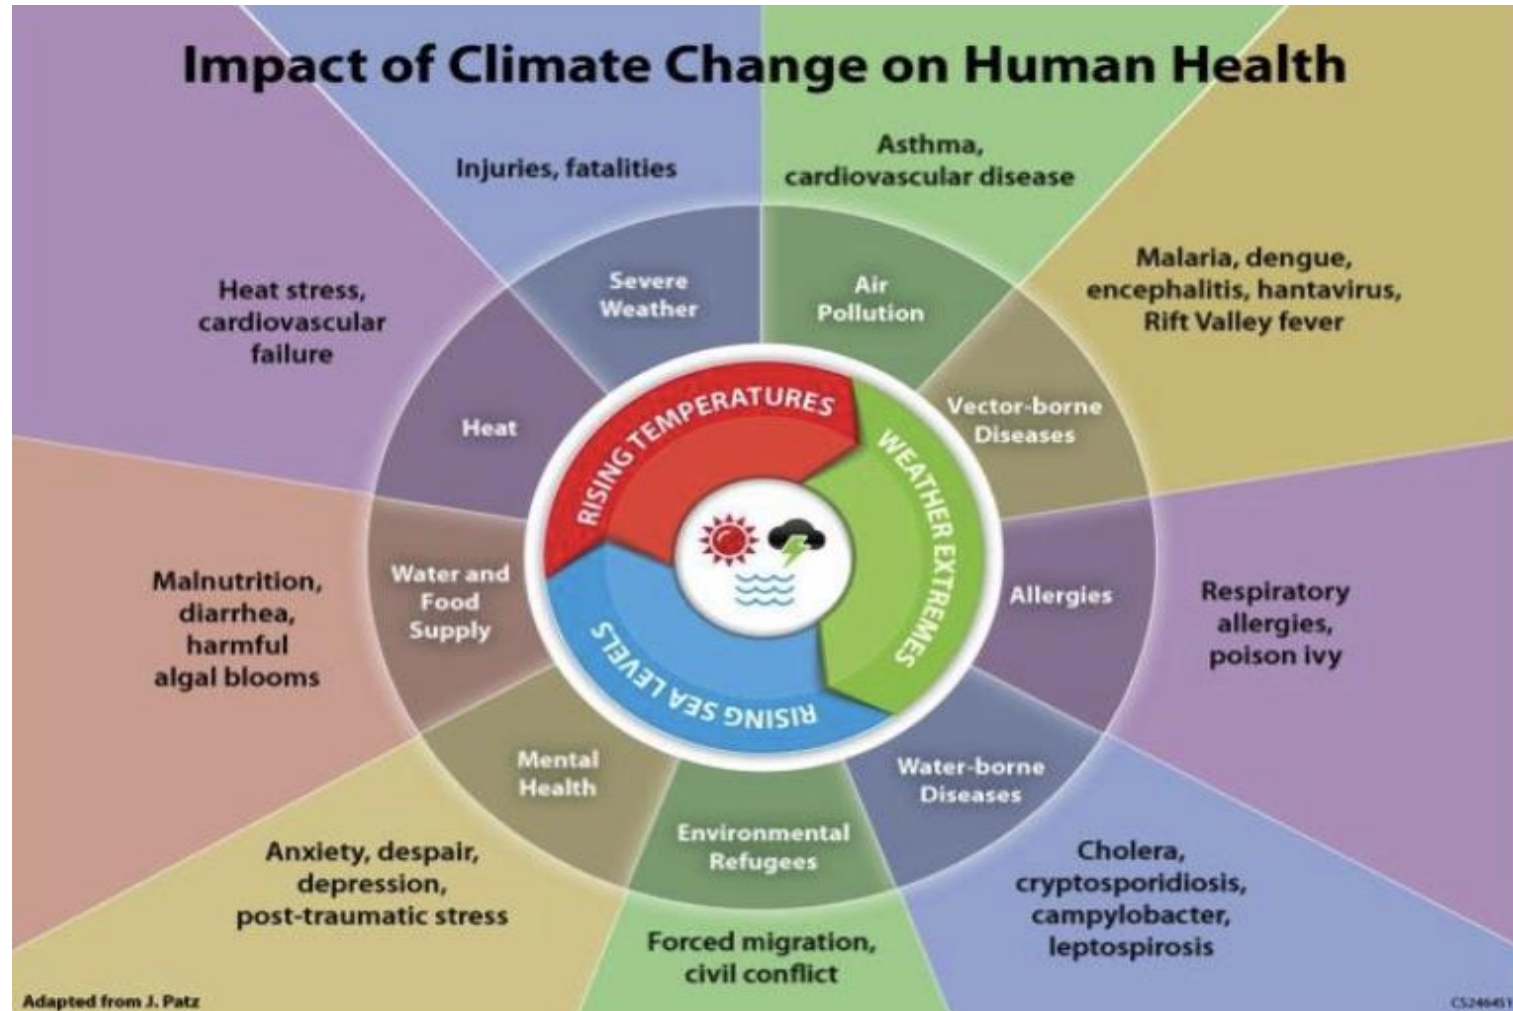 Impact of Climate Change on Human Health
Injuries, fatalities
Asthma,
cardiovascular disease
Malaria, dengue,
encephalitis, hantavirus,
Rift Valley fever
Respiratory
allergies,
poison ivy
Cholera,
cryptosporidiosis,
campylobacter,
leptospirosis
Forced migration,
civil conflict
Anxiety, despair,
depression,
post-traumatic stress
Malnutrition,
diarrhea,
harmful
algal blooms
Heat stress,
cardiovascular
failure
Severe
Weather
Air
Pollution
Vector-borne
Diseases
Allergies
Water-borne
Diseases
Environmental
Refugees
Mental
Health
Water and
Food
Supply
Heat
RISING TEMPERATURES
WEATHER EXTREMES
RISING SEA LEVELS
Adapted from J. Patz
CS246451